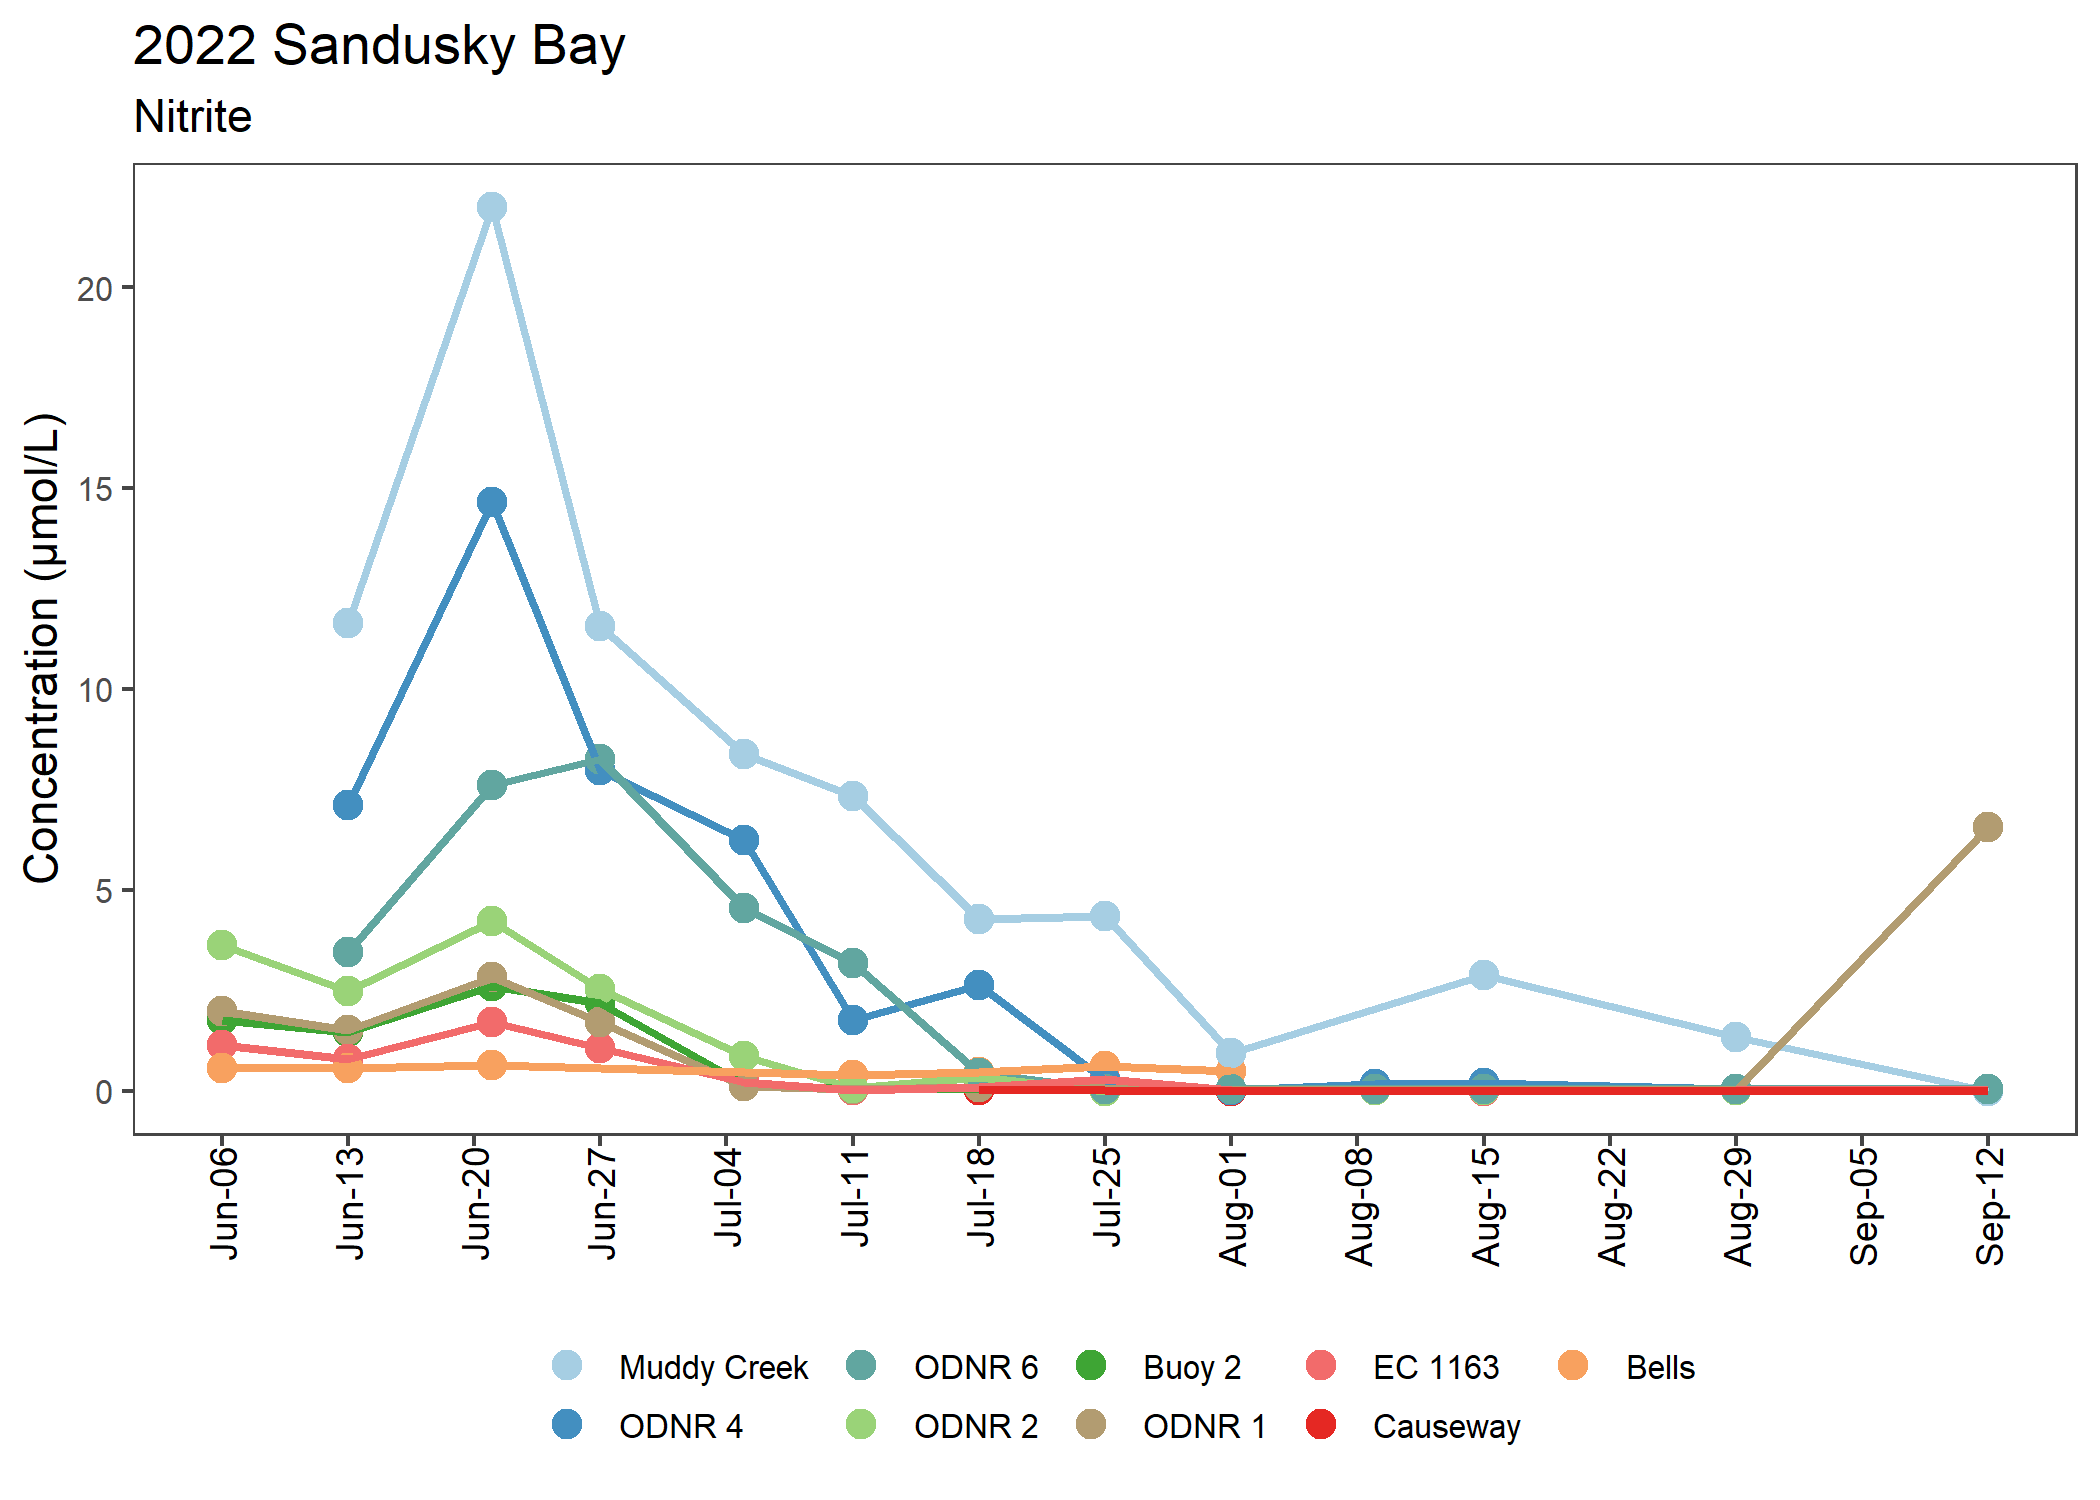 2022 Sandusky Bay
Nitrite
Concentration (µmol/L)
20
15
10
5
0
Jun-06
Jun-13
Jun-20
Jun-27
Jul-04
Jul-11
Jul-18
Jul-25
Aug-01
Aug-08
Aug-15
Aug-22
Aug-29
Sep-05
Sep-12
Muddy Creek
ODNR 6
Buoy 2
EC 1163
Bells
ODNR 4
ODNR 2
ODNR 1
Causeway